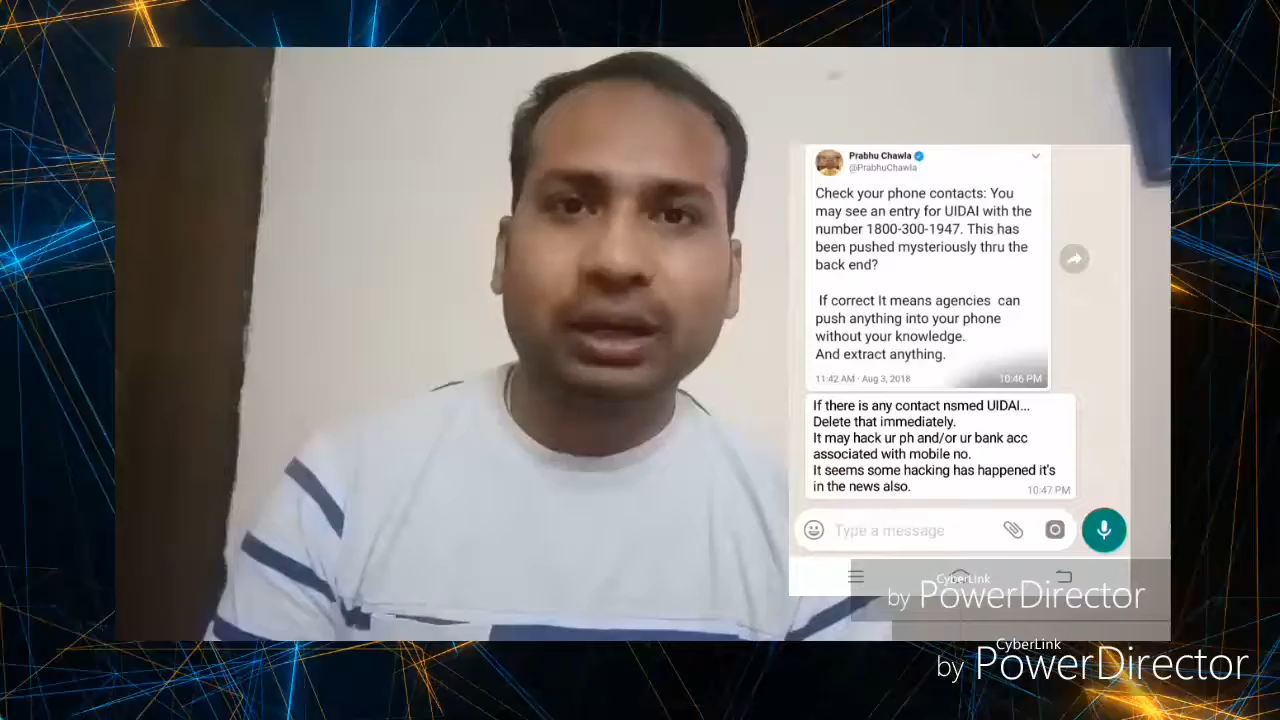 Prabhu Chawla
@PrabhuChawla
Check your phone contacts: You
may see an entry for UIDAI with the
number 1800-300-1947. This has
been pushed mysteriously thru the
back end?
If correct It means agencies can
push anything into your phone
without your knowledge.
And extract anything.
11:42 AM · Aug 3, 2018
10:46 PM
If there is any contact nsmed UIDAI...
Delete that immediately.
It may hack ur ph and/or ur bank acc
associated with mobile no.
It seems some hacking has happened it's
in the news also.
10:47 PM
Type a message
CyberLink
by PowerDirector
CyberLink
by PowerDirector